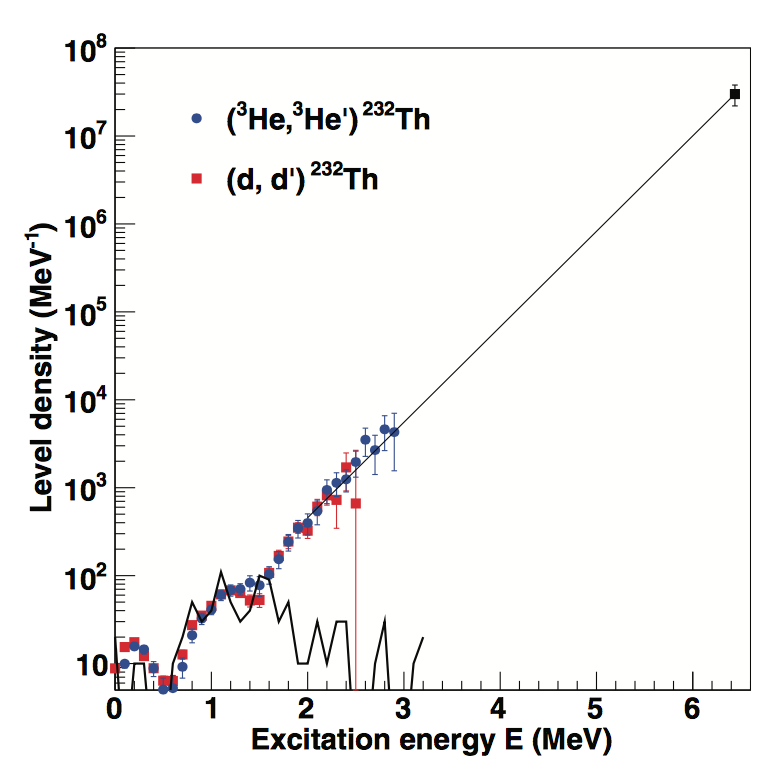 10⁸
(³He,³He') ²³²Th
10⁷
(d, d') ²³²Th
10⁶
10⁵
10⁴
10³
10²
10
Level density (MeV⁻¹)
0 1 2 3 4 5 6
Excitation energy E (MeV)